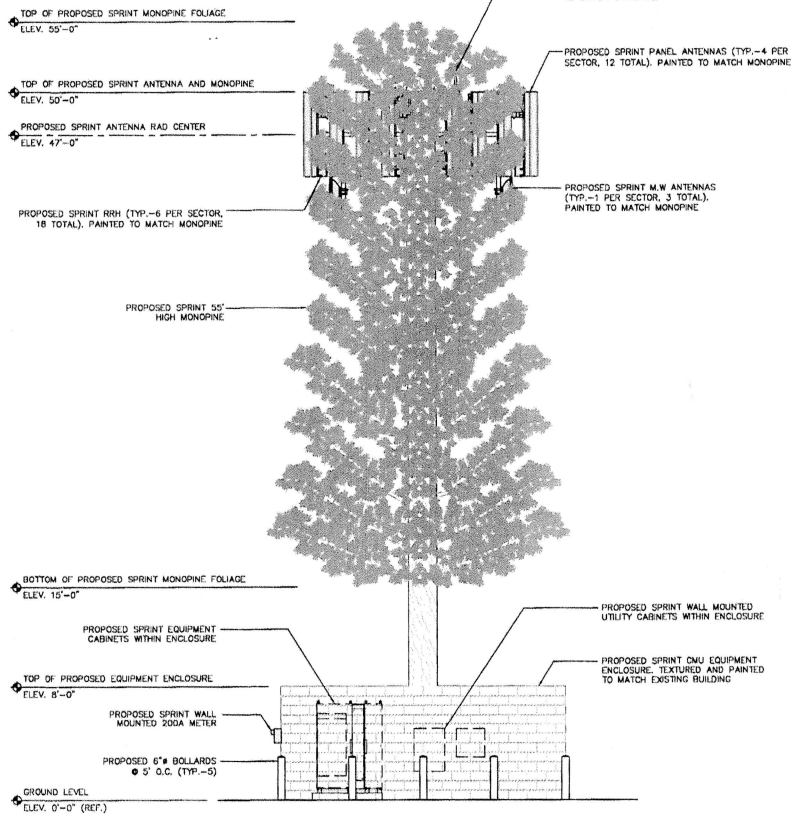 TOP OF PROPOSED SPRINT MONOPINE FOLIAGE
ELEV. 55'-0"
PROPOSED SPRINT PANEL ANTENNAS (TYP.-4 PER
SECTOR, 12 TOTAL). PAINTED TO MATCH MONOPINE
TOP OF PROPOSED SPRINT ANTENNA AND MONOPINE
ELEV. 50'-0"
PROPOSED SPRINT ANTENNA RAD CENTER
ELEV. 47'-0"
PROPOSED SPRINT M.W ANTENNAS
(TYP.-1 PER SECTOR, 3 TOTAL).
PAINTED TO MATCH MONOPINE
PROPOSED SPRINT RRH (TYP.-6 PER SECTOR,
18 TOTAL). PAINTED TO MATCH MONOPINE
PROPOSED SPRINT 55'
HIGH MONOPINE
BOTTOM OF PROPOSED SPRINT MONOPINE FOLIAGE
ELEV. 15'-0"
PROPOSED SPRINT WALL MOUNTED
UTILITY CABINETS WITHIN ENCLOSURE
PROPOSED SPRINT EQUIPMENT
CABINETS WITHIN ENCLOSURE
PROPOSED SPRINT CMU EQUIPMENT
ENCLOSURE. TEXTURED AND PAINTED
TO MATCH EXISTING BUILDING
TOP OF PROPOSED EQUIPMENT ENCLOSURE
ELEV. 8'-0"
PROPOSED SPRINT WALL
MOUNTED 200A METER
PROPOSED 6"ø BOLLARDS
@ 5' O.C. (TYP.-5)
GROUND LEVEL
ELEV. 0'-0" (REF.)